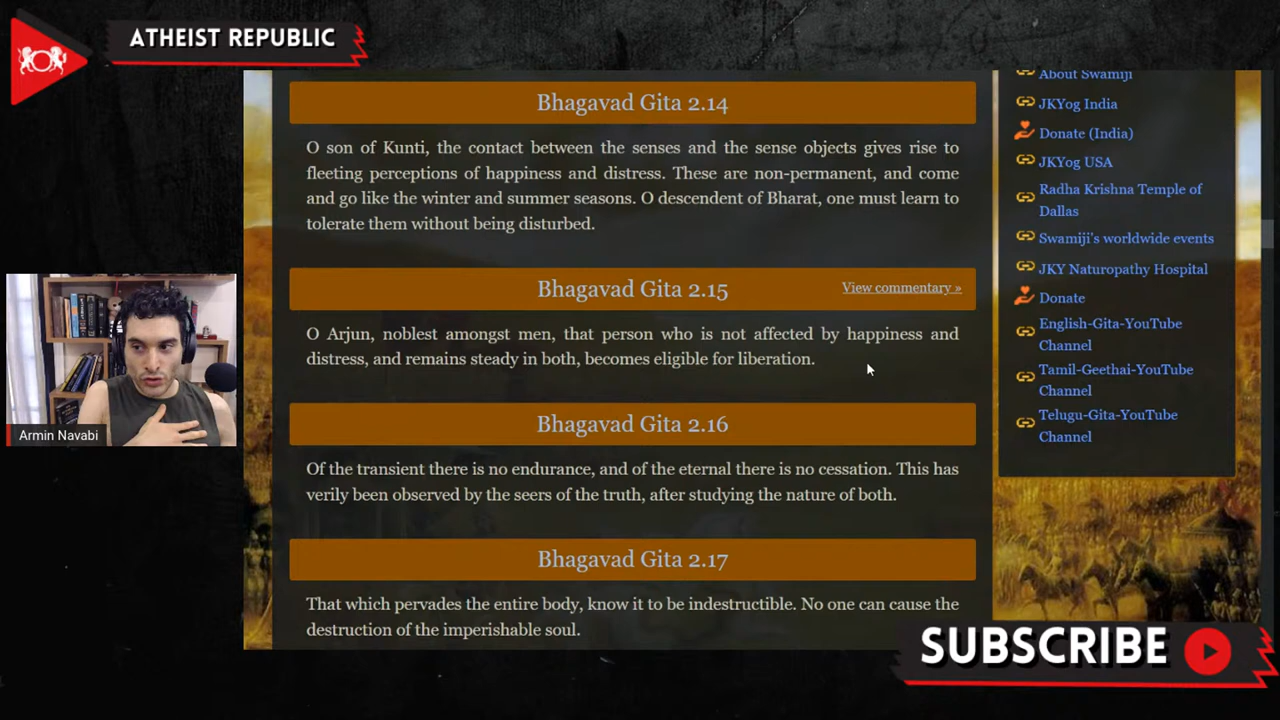 ATHEIST REPUBLIC
Bhagavad Gita 2.14
O son of Kunti, the contact between the senses and the sense objects gives rise to
fleeting perceptions of happiness and distress. These are non-permanent, and come
and go like the winter and summer seasons. O descendent of Bharat, one must learn to
tolerate them without being disturbed.
Bhagavad Gita 2.15
View commentary »
O Arjun, noblest amongst men, that person who is not affected by happiness and
distress, and remains steady in both, becomes eligible for liberation.
Bhagavad Gita 2.16
Of the transient there is no endurance, and of the eternal there is no cessation. This has
verily been observed by the seers of the truth, after studying the nature of both.
Bhagavad Gita 2.17
That which pervades the entire body, know it to be indestructible. No one can cause the
destruction of the imperishable soul.
About Swamiji
JKYog India
Donate (India)
JKYog USA
Radha Krishna Temple of
Dallas
Swamiji's worldwide events
JKY Naturopathy Hospital
Donate
English-Gita-YouTube
Channel
Tamil-Geethai-YouTube
Channel
Telugu-Gita-YouTube
Channel
Armin Navabi
SUBSCRIBE